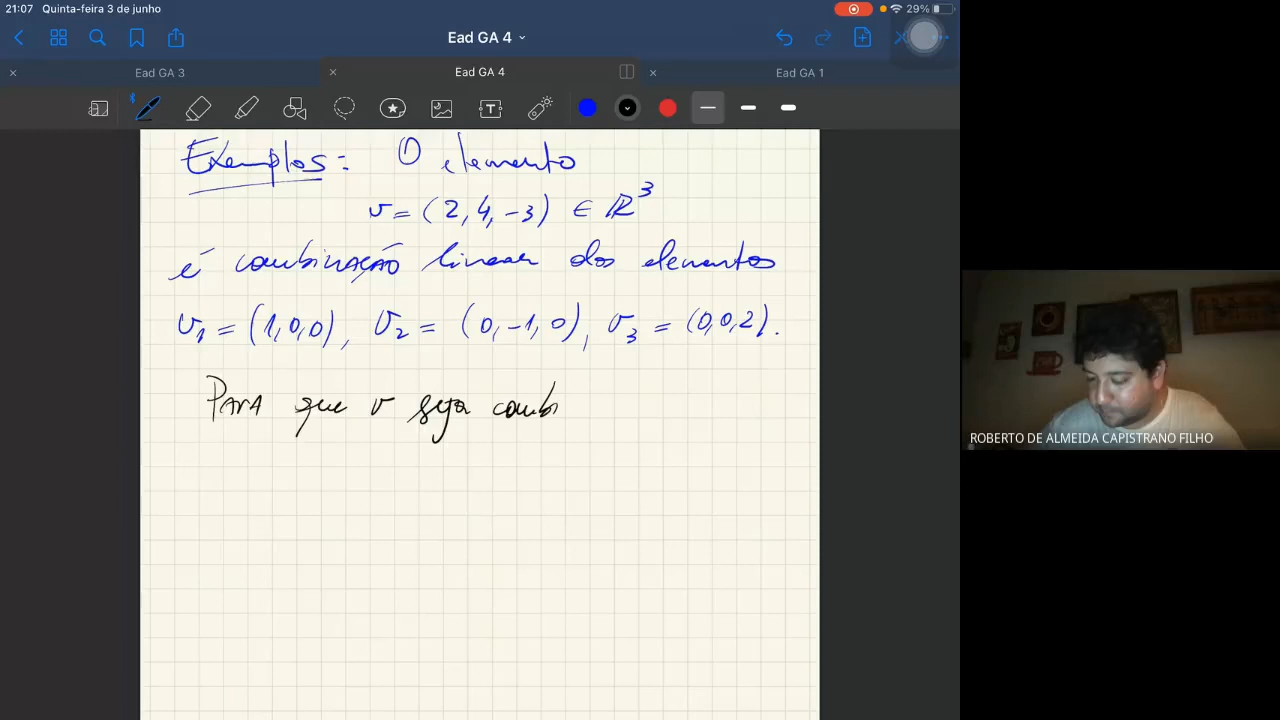 21:07 Quinta-feira 3 de junho
29%
Ead GA 4
Ead GA 3
Ead GA 4
Ead GA 1
Exemplos: O elemento
v = (2, 4, -3) ∈ ℝ³
é combinação linear dos elementos
v₁ = (1,0,0), v₂ = (0,-1,0), v₃ = (0,0,2).
PARA que v seja combi
ROBERTO DE ALMEIDA CAPISTRANO FILHO